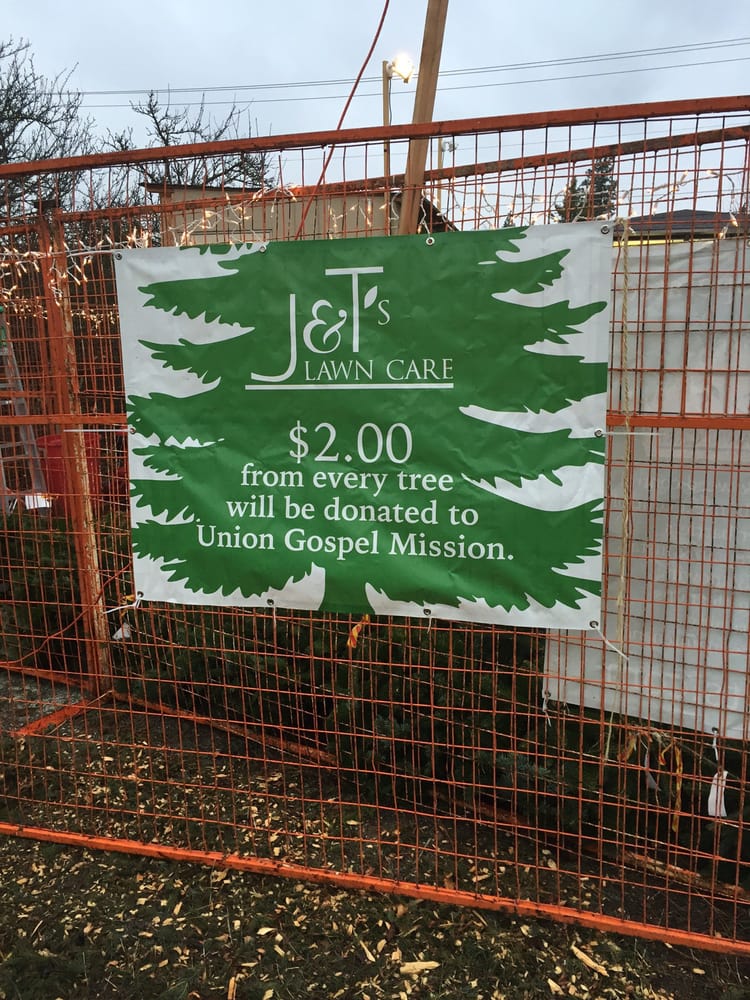 J&T's
LAWN CARE
$2.00
from every tree
will be donated to
Union Gospel Mission.